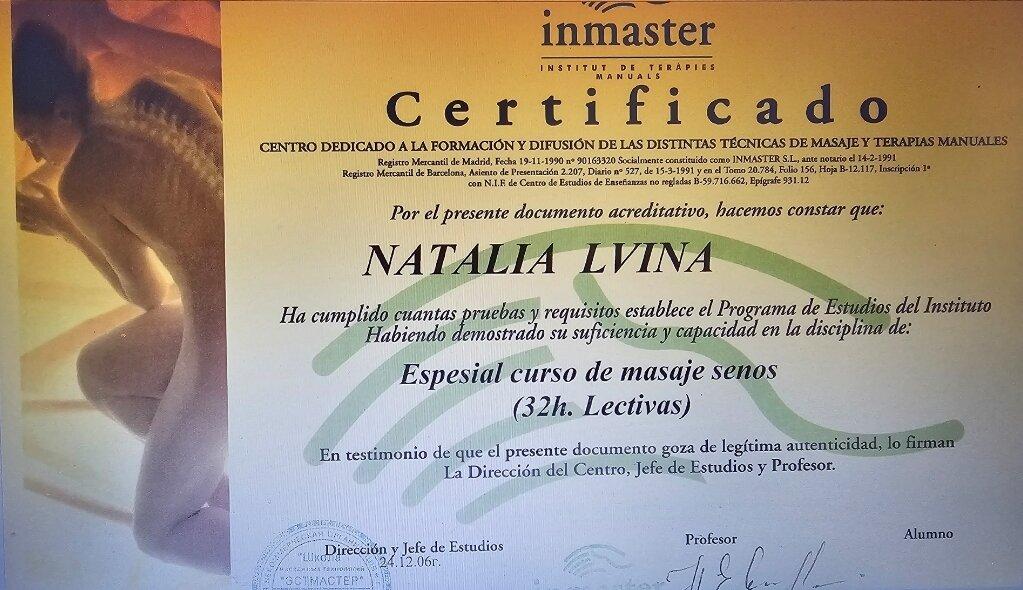 inmaster
INSTITUT DE TERÀPIES
MANUALS
Certificado
CENTRO DEDICADO A LA FORMACIÓN Y DIFUSIÓN DE LAS DISTINTAS TÉCNICAS DE MASAJE Y TERAPIAS MANUALES
Registro Mercantil de Madrid, Fecha 19-11-1990 nº 90163320 Socialmente constituido como INMASTER S.L., ante notario el 14-2-1991
Registro Mercantil de Barcelona, Asiento de Presentación 2.207, Diario nº 527, de 15-3-1991 y en el Tomo 20.784, Folio 156, Hoja B-12.117, Inscripción 1ª
con N.I.F. de Centro de Estudios de Enseñanzas no regladas B-59.716.662, Epígrafe 931.12
Por el presente documento acreditativo, hacemos constar que:
NATALIA LVINA
Ha cumplido cuantas pruebas y requisitos establece el Programa de Estudios del Instituto
Habiendo demostrado su suficiencia y capacidad en la disciplina de:
Espesial curso de masaje senos
(32h. Lectivas)
En testimonio de que el presente documento goza de legítima autenticidad, lo firman
La Dirección del Centro, Jefe de Estudios y Profesor.
Dirección y Jefe de Estudios
Profesor
Alumno
24.12.06г.
"Школа
"ЭСТМАСТЕР"
inmaster